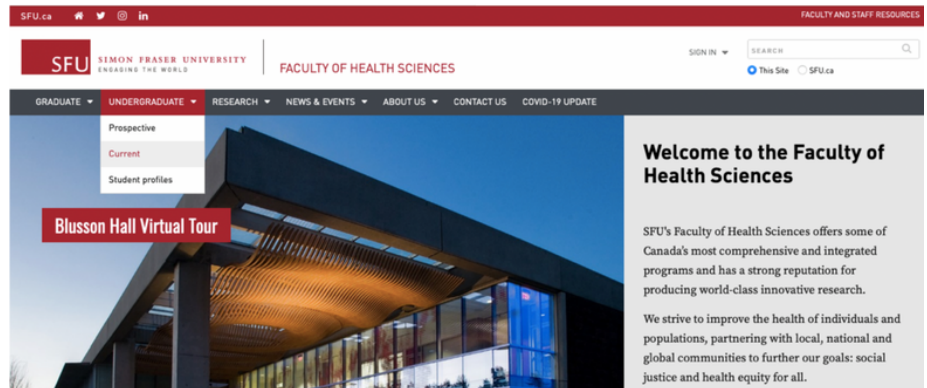 SFU.ca
FACULTY AND STAFF RESOURCES
SFU
SIMON FRASER UNIVERSITY
ENGAGING THE WORLD
FACULTY OF HEALTH SCIENCES
SIGN IN
SEARCH
This Site SFU.ca
GRADUATE UNDERGRADUATE RESEARCH NEWS & EVENTS ABOUT US CONTACT US COVID-19 UPDATE
Prospective
Current
Student profiles
Blusson Hall Virtual Tour
Welcome to the Faculty of
Health Sciences
SFU's Faculty of Health Sciences offers some of
Canada's most comprehensive and integrated
programs and has a strong reputation for
producing world-class innovative research.
We strive to improve the health of individuals and
populations, partnering with local, national and
global communities to further our goals: social
justice and health equity for all.